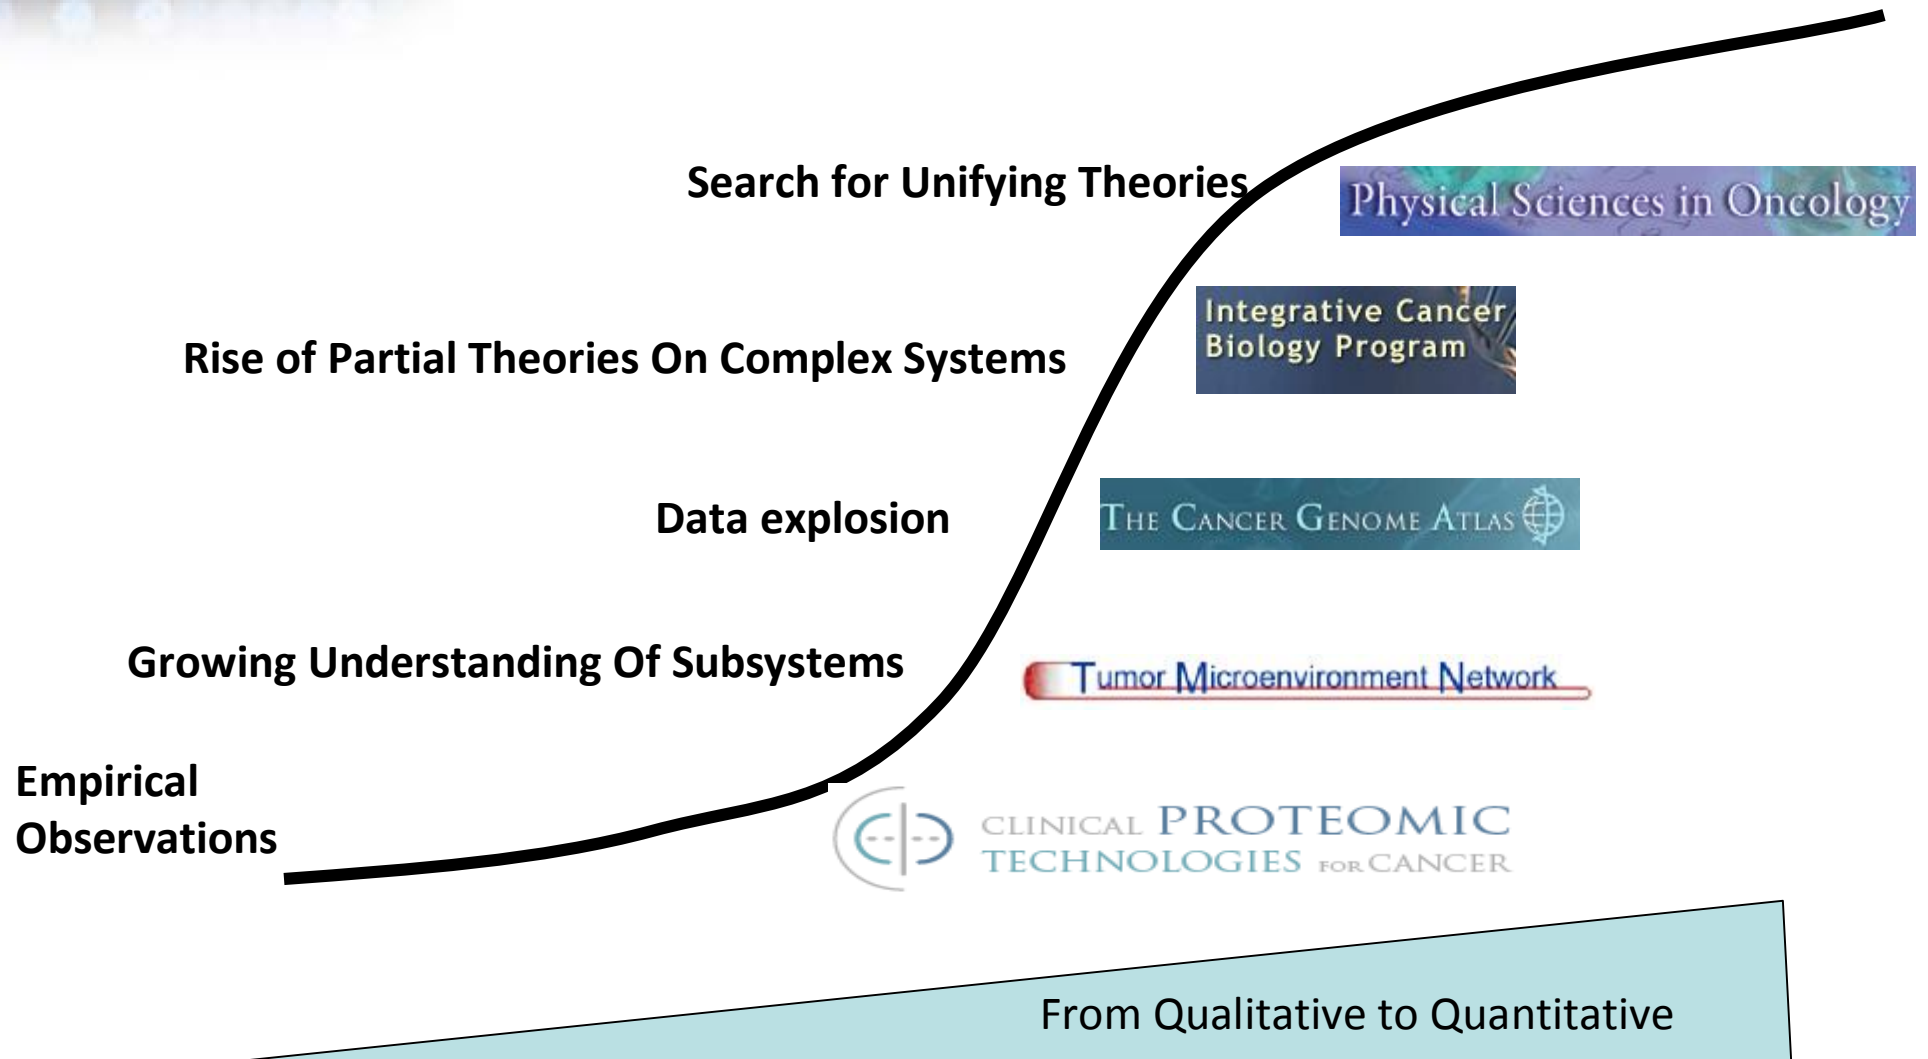 Search for Unifying Theories
Physical Sciences in Oncology
Integrative Cancer
Biology Program
Rise of Partial Theories On Complex Systems
Data explosion
THE CANCER GENOME ATLAS
Growing Understanding Of Subsystems
Tumor Microenvironment Network
Empirical
Observations
CLINICAL PROTEOMIC
TECHNOLOGIES FOR CANCER
From Qualitative to Quantitative